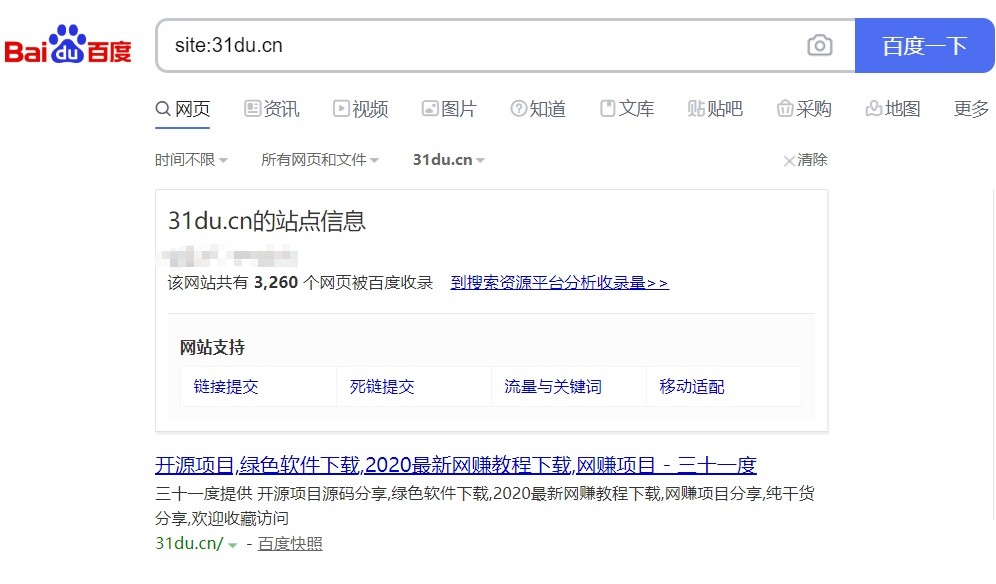 Bai du 百度 site:31du.cn 百度一下
网页 资讯 视频 图片 知道 文库 贴吧 采购 地图 更多
时间不限 所有网页和文件 31du.cn 清除
31du.cn的站点信息
该网站共有 3,260 个网页被百度收录 到搜索资源平台分析收录量>>
网站支持
链接提交 死链提交 流量与关键词 移动适配
开源项目,绿色软件下载,2020最新网赚教程下载,网赚项目 - 三十一度
三十一度提供 开源项目源码分享,绿色软件下载,2020最新网赚教程下载,网赚项目分享,纯干货
分享,欢迎收藏访问
31du.cn/ - 百度快照